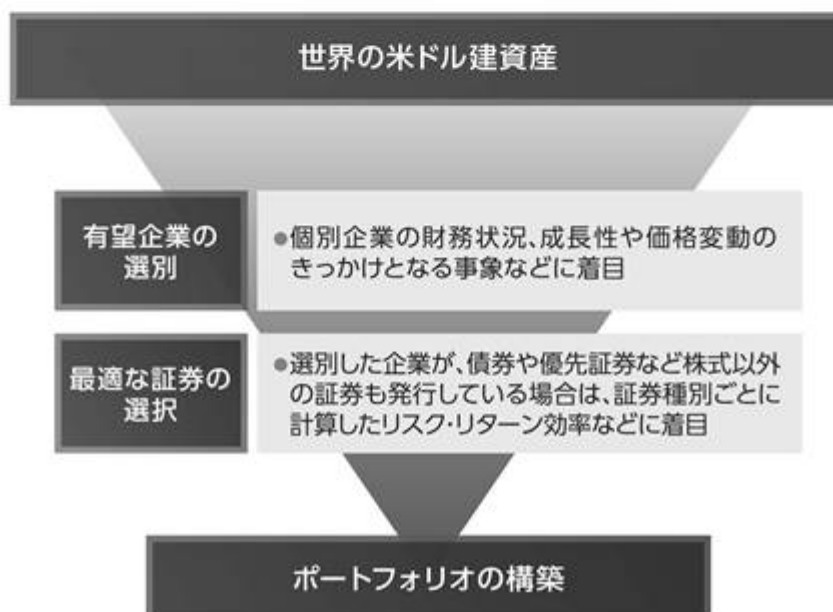 世界の米ドル建資産
有望企業の
選別
●個別企業の財務状況、成長性や価格変動の
きっかけとなる事象などに着目
最適な証券の
選択
●選別した企業が、債券や優先証券など株式以外
の証券も発行している場合は、証券種別ごとに
計算したリスク・リターン効率などに着目
ポートフォリオの構築